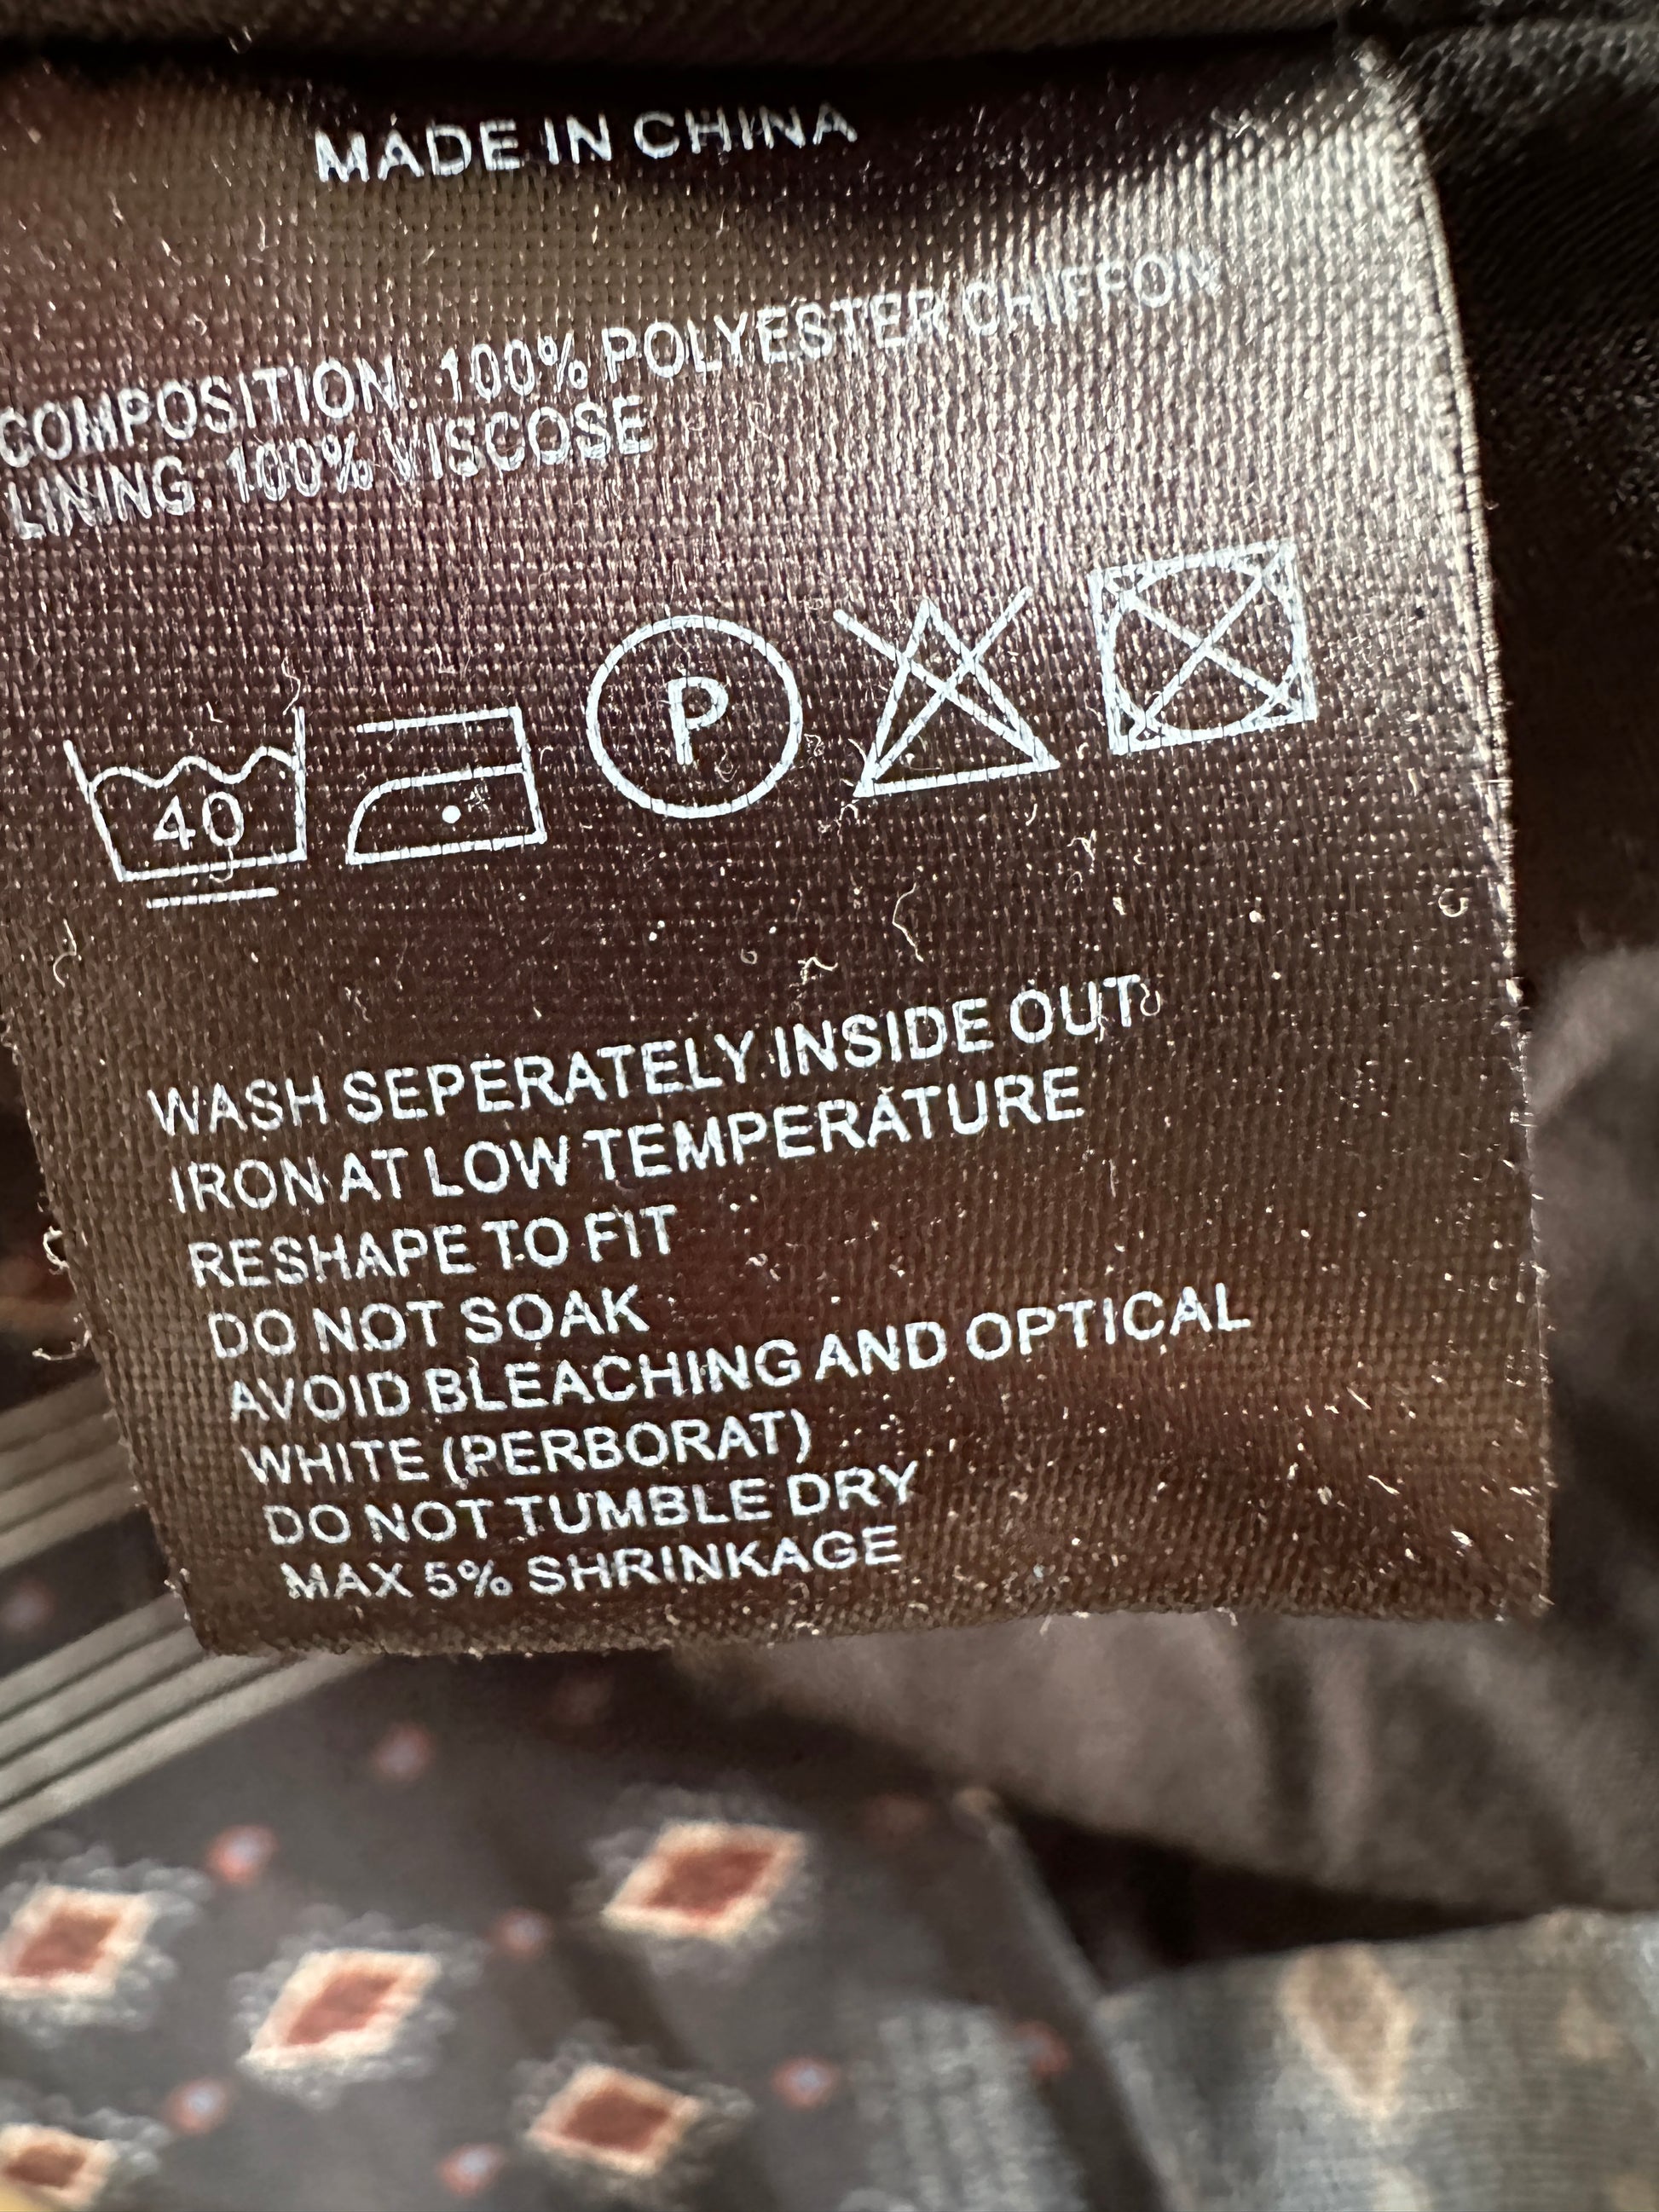 MADE IN CHINA
COMPOSITION: 100% POLYESTER CHIFFON
LINING: 100% VISCOSE
40
P
WASH SEPERATELY INSIDE OUT
IRON AT LOW TEMPERATURE
RESHAPE TO FIT
DO NOT SOAK
AVOID BLEACHING AND OPTICAL
WHITE (PERBORAT)
DO NOT TUMBLE DRY
MAX 5% SHRINKAGE